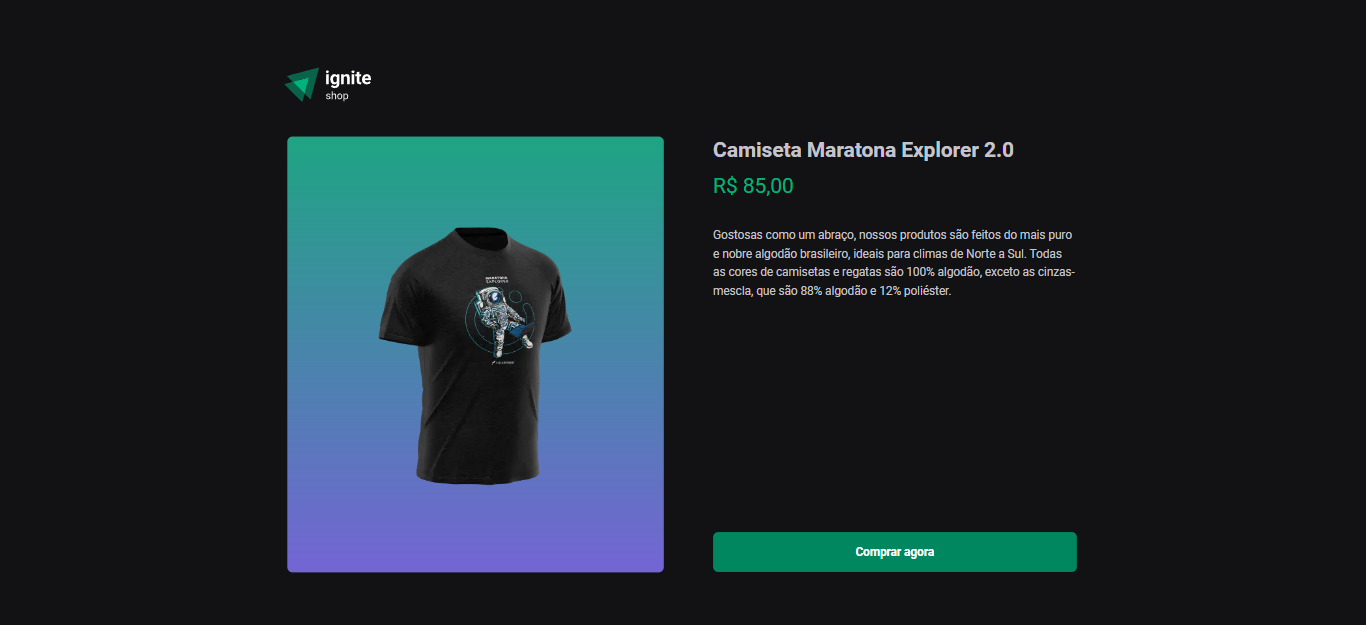 ignite
shop
Camiseta Maratona Explorer 2.0
R$ 85,00
Gostosas como um abraço, nossos produtos são feitos do mais puro
e nobre algodão brasileiro, ideais para climas de Norte a Sul. Todas
as cores de camisetas e regatas são 100% algodão, exceto as cinzas-
mescla, que são 88% algodão e 12% poliéster.
MARATONA
EXPLORER
Comprar agora